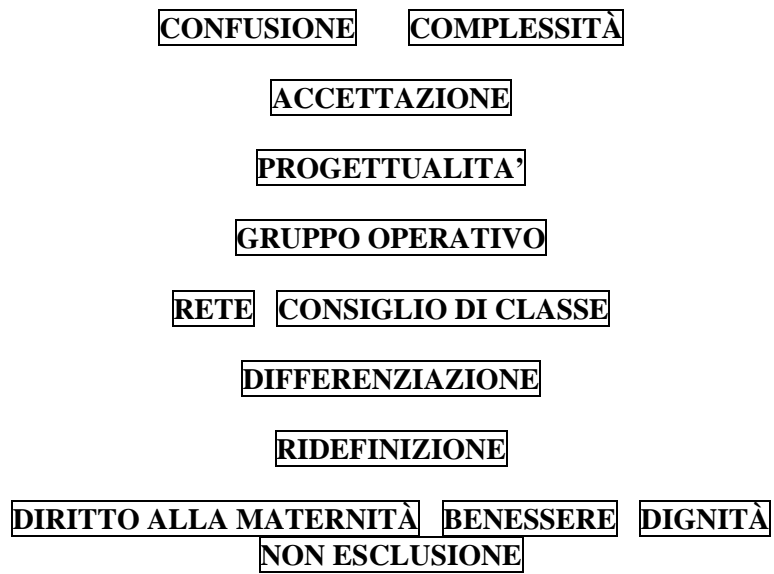 CONFUSIONE COMPLESSITÀ
ACCETTAZIONE
PROGETTUALITA’
GRUPPO OPERATIVO
RETE CONSIGLIO DI CLASSE
DIFFERENZIAZIONE
RIDEFINIZIONE
DIRITTO ALLA MATERNITÀ BENESSERE DIGNITÀ
NON ESCLUSIONE